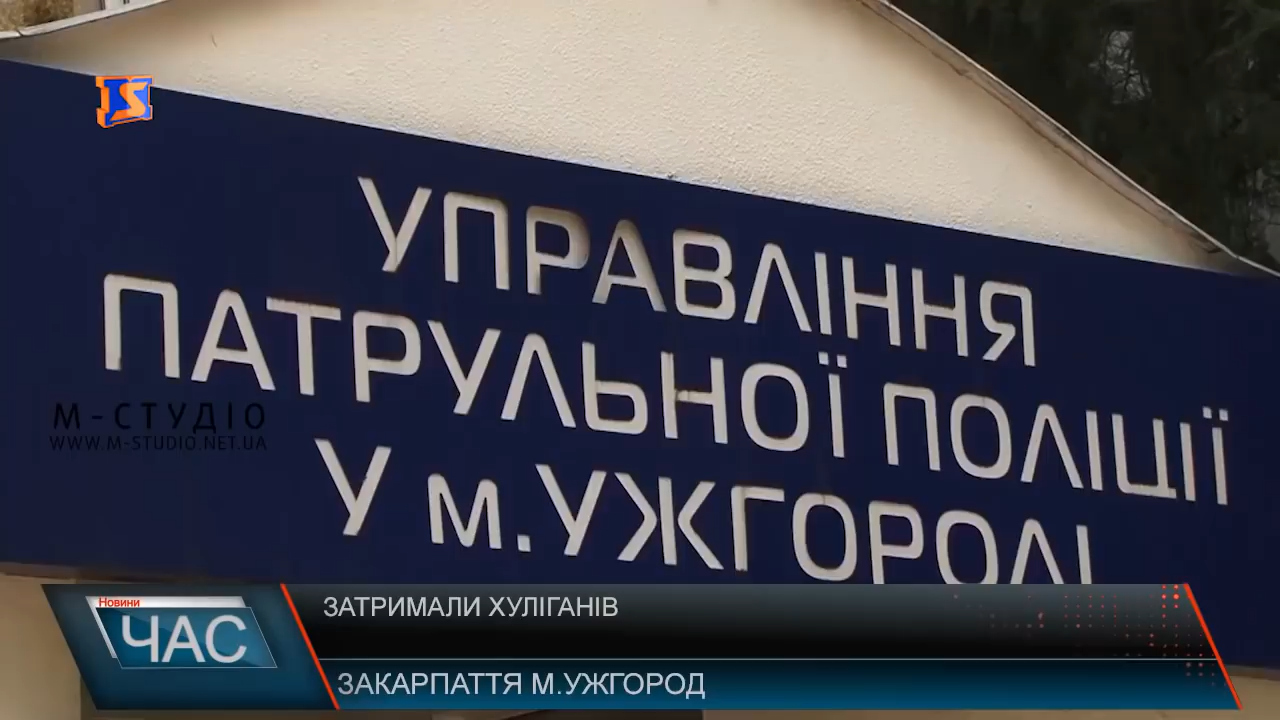 УПРАВЛІННЯ
ПАТРУЛЬНОЇ ПОЛІЦІЇ
У м.УЖГОРОДІ
М-СТУДІО
WWW.M-STUDIO.NET.UA
Новини
ЧАС
ЗАТРИМАЛИ ХУЛІГАНІВ
ЗАКАРПАТТЯ М.УЖГОРОД